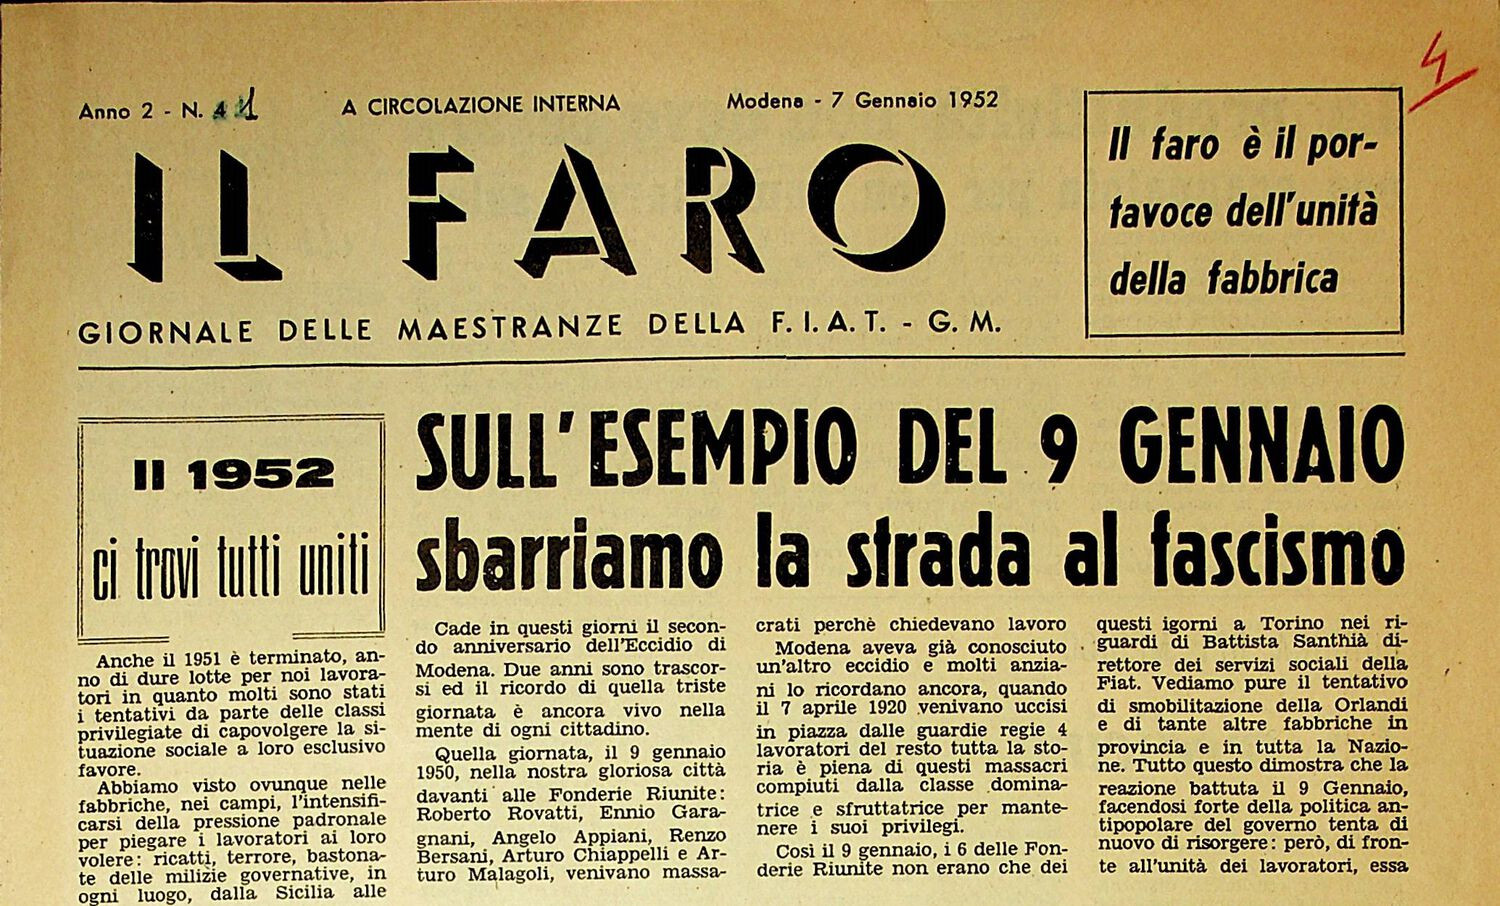 Anno 2 - N. 1
A CIRCOLAZIONE INTERNA
Modena - 7 Gennaio 1952
IL FARO
GIORNALE DELLE MAESTRANZE DELLA F.I.A.T. - G.M.
Il faro è il por-
tavoce dell'unità
della fabbrica
Il 1952
ci trovi tutti uniti
Anche il 1951 è terminato, an-
no di dure lotte per noi lavora-
tori in quanto molti sono stati
i tentativi da parte delle classi
privilegiate di capovolgere la si-
tuazione sociale a loro esclusivo
favore.
Abbiamo visto ovunque nelle
fabbriche, nei campi, l'intensifi-
carsi della pressione padronale
per piegare i lavoratori ai loro
volere: ricatti, terrore, bastona-
te delle milizie governative, in
ogni luogo, dalla Sicilia alle
SULL'ESEMPIO DEL 9 GENNAIO
sbarriamo la strada al fascismo
Cade in questi giorni il secon-
do anniversario dell'Eccidio di
Modena. Due anni sono trascor-
si ed il ricordo di quella triste
giornata è ancora vivo nella
mente di ogni cittadino.
Quella giornata, il 9 gennaio
1950, nella nostra gloriosa città
davanti alle Fonderie Riunite:
Roberto Rovatti, Ennio Gara-
gnani, Angelo Appiani, Renzo
Bersani, Arturo Chiappelli e Ar-
turo Malagoli, venivano massa-
crati perchè chiedevano lavoro
Modena aveva già conosciuto
un'altro eccidio e molti anzia-
ni lo ricordano ancora, quando
il 7 aprile 1920 venivano uccisi
in piazza dalle guardie regie 4
lavoratori del resto tutta la sto-
ria è piena di questi massacri
compiuti dalla classe domina-
trice e sfruttatrice per mante-
nere i suoi privilegi.
Così il 9 gennaio, i 6 delle Fon-
derie Riunite non erano che dei
questi igorni a Torino nei ri-
guardi di Battista Santhià di-
rettore dei servizi sociali della
Fiat. Vediamo pure il tentativo
di smobilitazione della Orlandi
e di tante altre fabbriche in
provincia e in tutta la Nazio-
ne. Tutto questo dimostra che la
reazione battuta il 9 Gennaio,
facendosi forte della politica an-
tipopolare del governo tenta di
nuovo di risorgere: però, di fron-
te all'unità dei lavoratori, essa